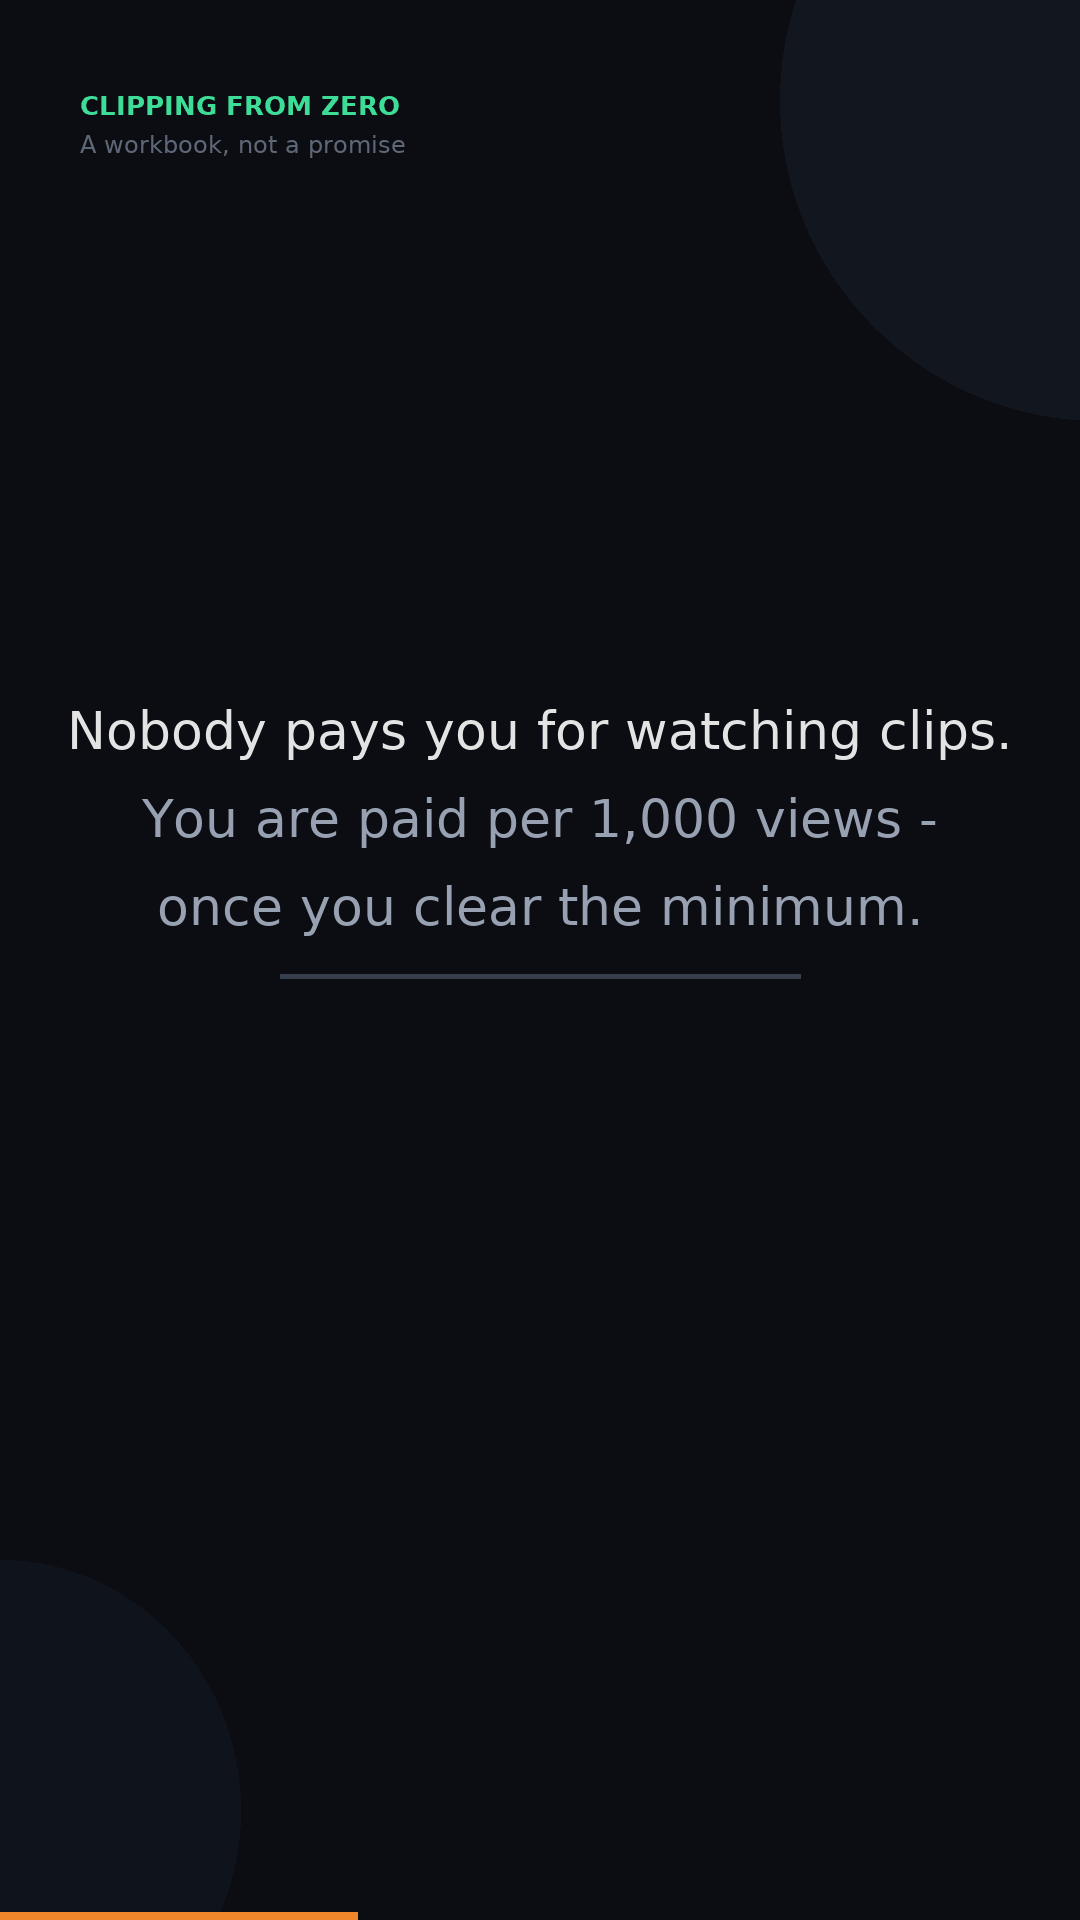 CLIPPING FROM ZERO
A workbook, not a promise
Nobody pays you for watching clips.
You are paid per 1,000 views -
once you clear the minimum.